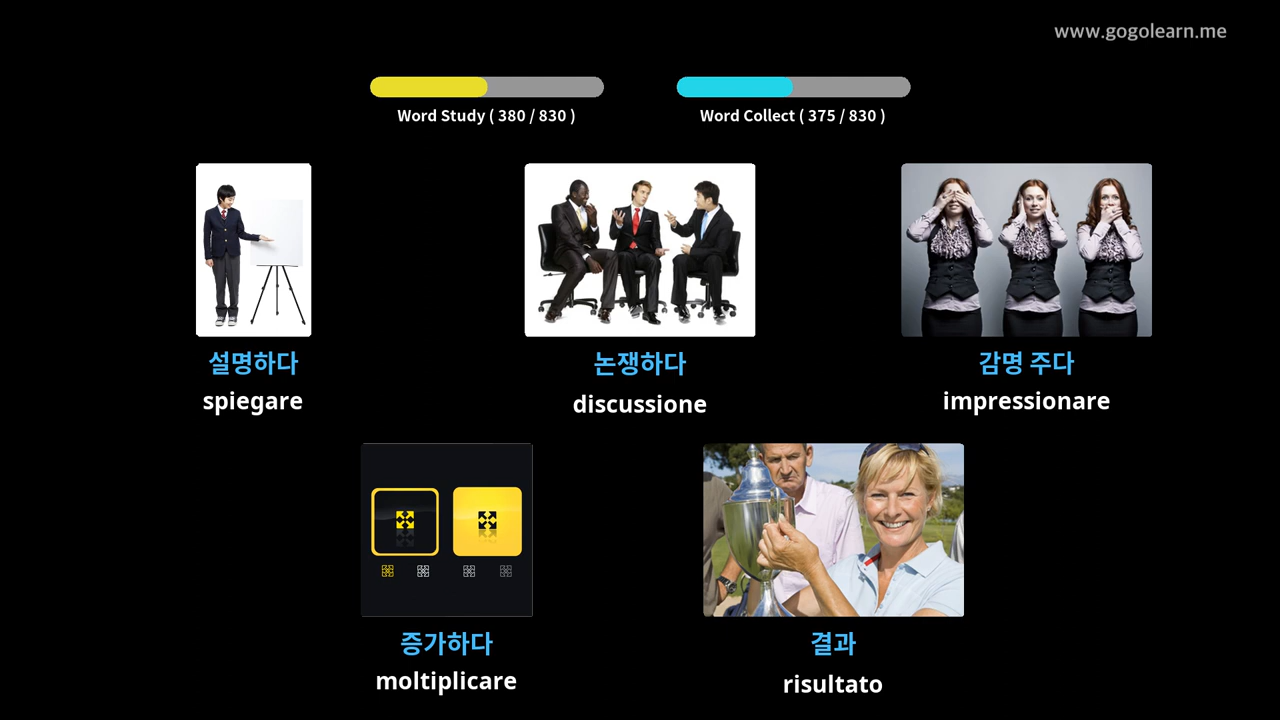 www.gogolearn.me
Word Study ( 380 / 830 )
Word Collect ( 375 / 830 )
설명하다
spiegare
논쟁하다
discussione
감명 주다
impressionare
증가하다
moltiplicare
결과
risultato